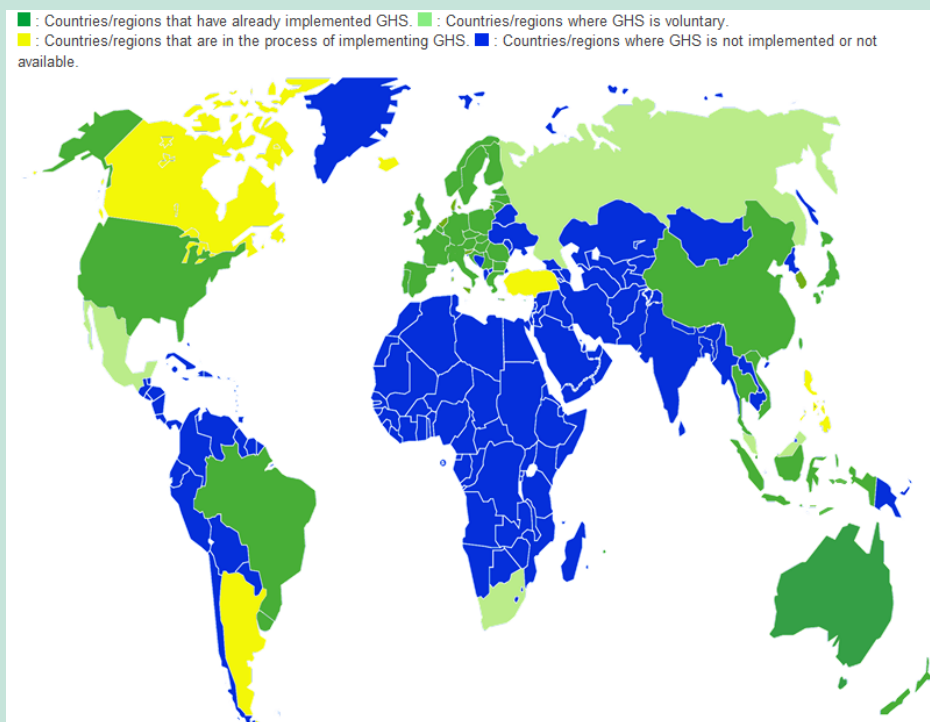 : Countries/regions that have already implemented GHS. : Countries/regions where GHS is voluntary.
: Countries/regions that are in the process of implementing GHS. : Countries/regions where GHS is not implemented or not
available.